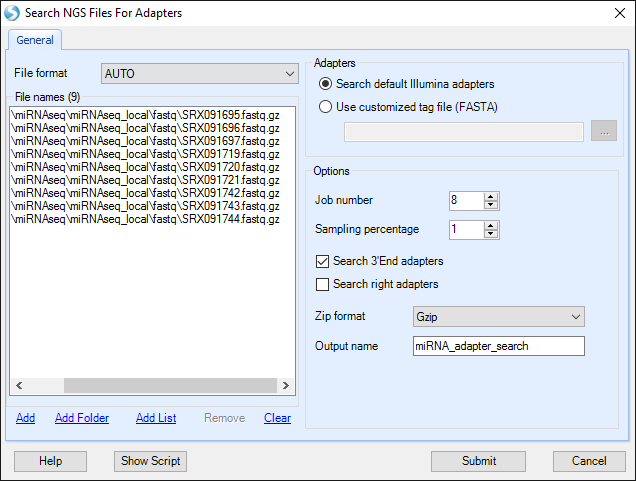 Search NGS Files For Adapters
General
File format
AUTO
File names (9)
\miRNAseq\miRNAseq_local\fastq\SRX091695.fastq.gz
\miRNAseq\miRNAseq_local\fastq\SRX091696.fastq.gz
\miRNAseq\miRNAseq_local\fastq\SRX091697.fastq.gz
\miRNAseq\miRNAseq_local\fastq\SRX091719.fastq.gz
\miRNAseq\miRNAseq_local\fastq\SRX091720.fastq.gz
\miRNAseq\miRNAseq_local\fastq\SRX091721.fastq.gz
\miRNAseq\miRNAseq_local\fastq\SRX091742.fastq.gz
\miRNAseq\miRNAseq_local\fastq\SRX091743.fastq.gz
\miRNAseq\miRNAseq_local\fastq\SRX091744.fastq.gz
Add Add Folder Add List Remove Clear
Adapters
Search default Illumina adapters
Use customized tag file (FASTA)
...
Options
Job number 8
Sampling percentage 1
Search 3'End adapters
Search right adapters
Zip format Gzip
Output name miRNA_adapter_search
Help Show Script Submit Cancel